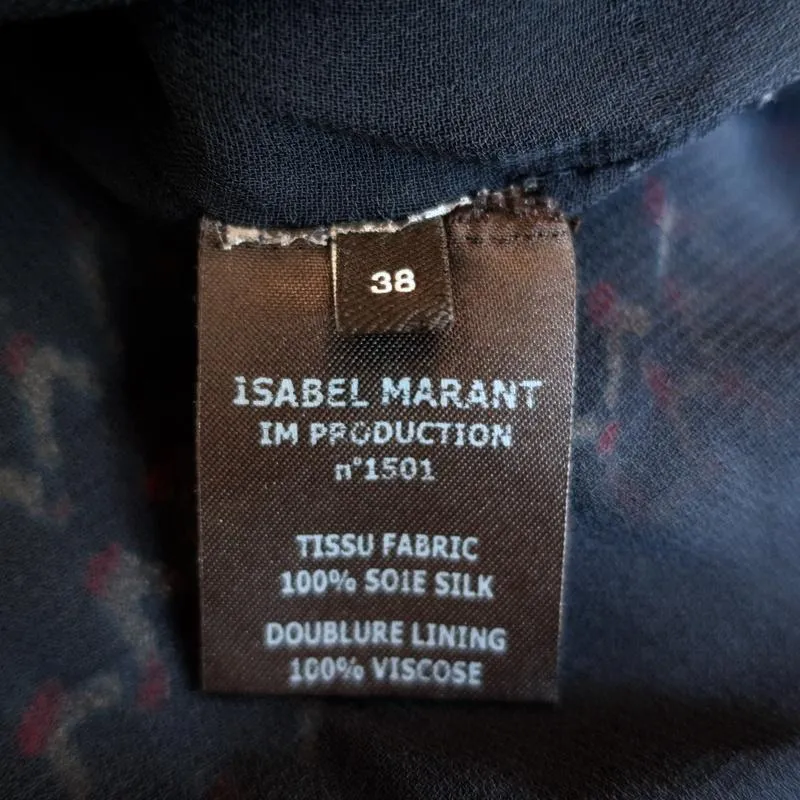 38
ISABEL MARANT
IM PRODUCTION
n°1501
TISSU FABRIC
100% SOIE SILK
DOUBLURE LINING
100% VISCOSE